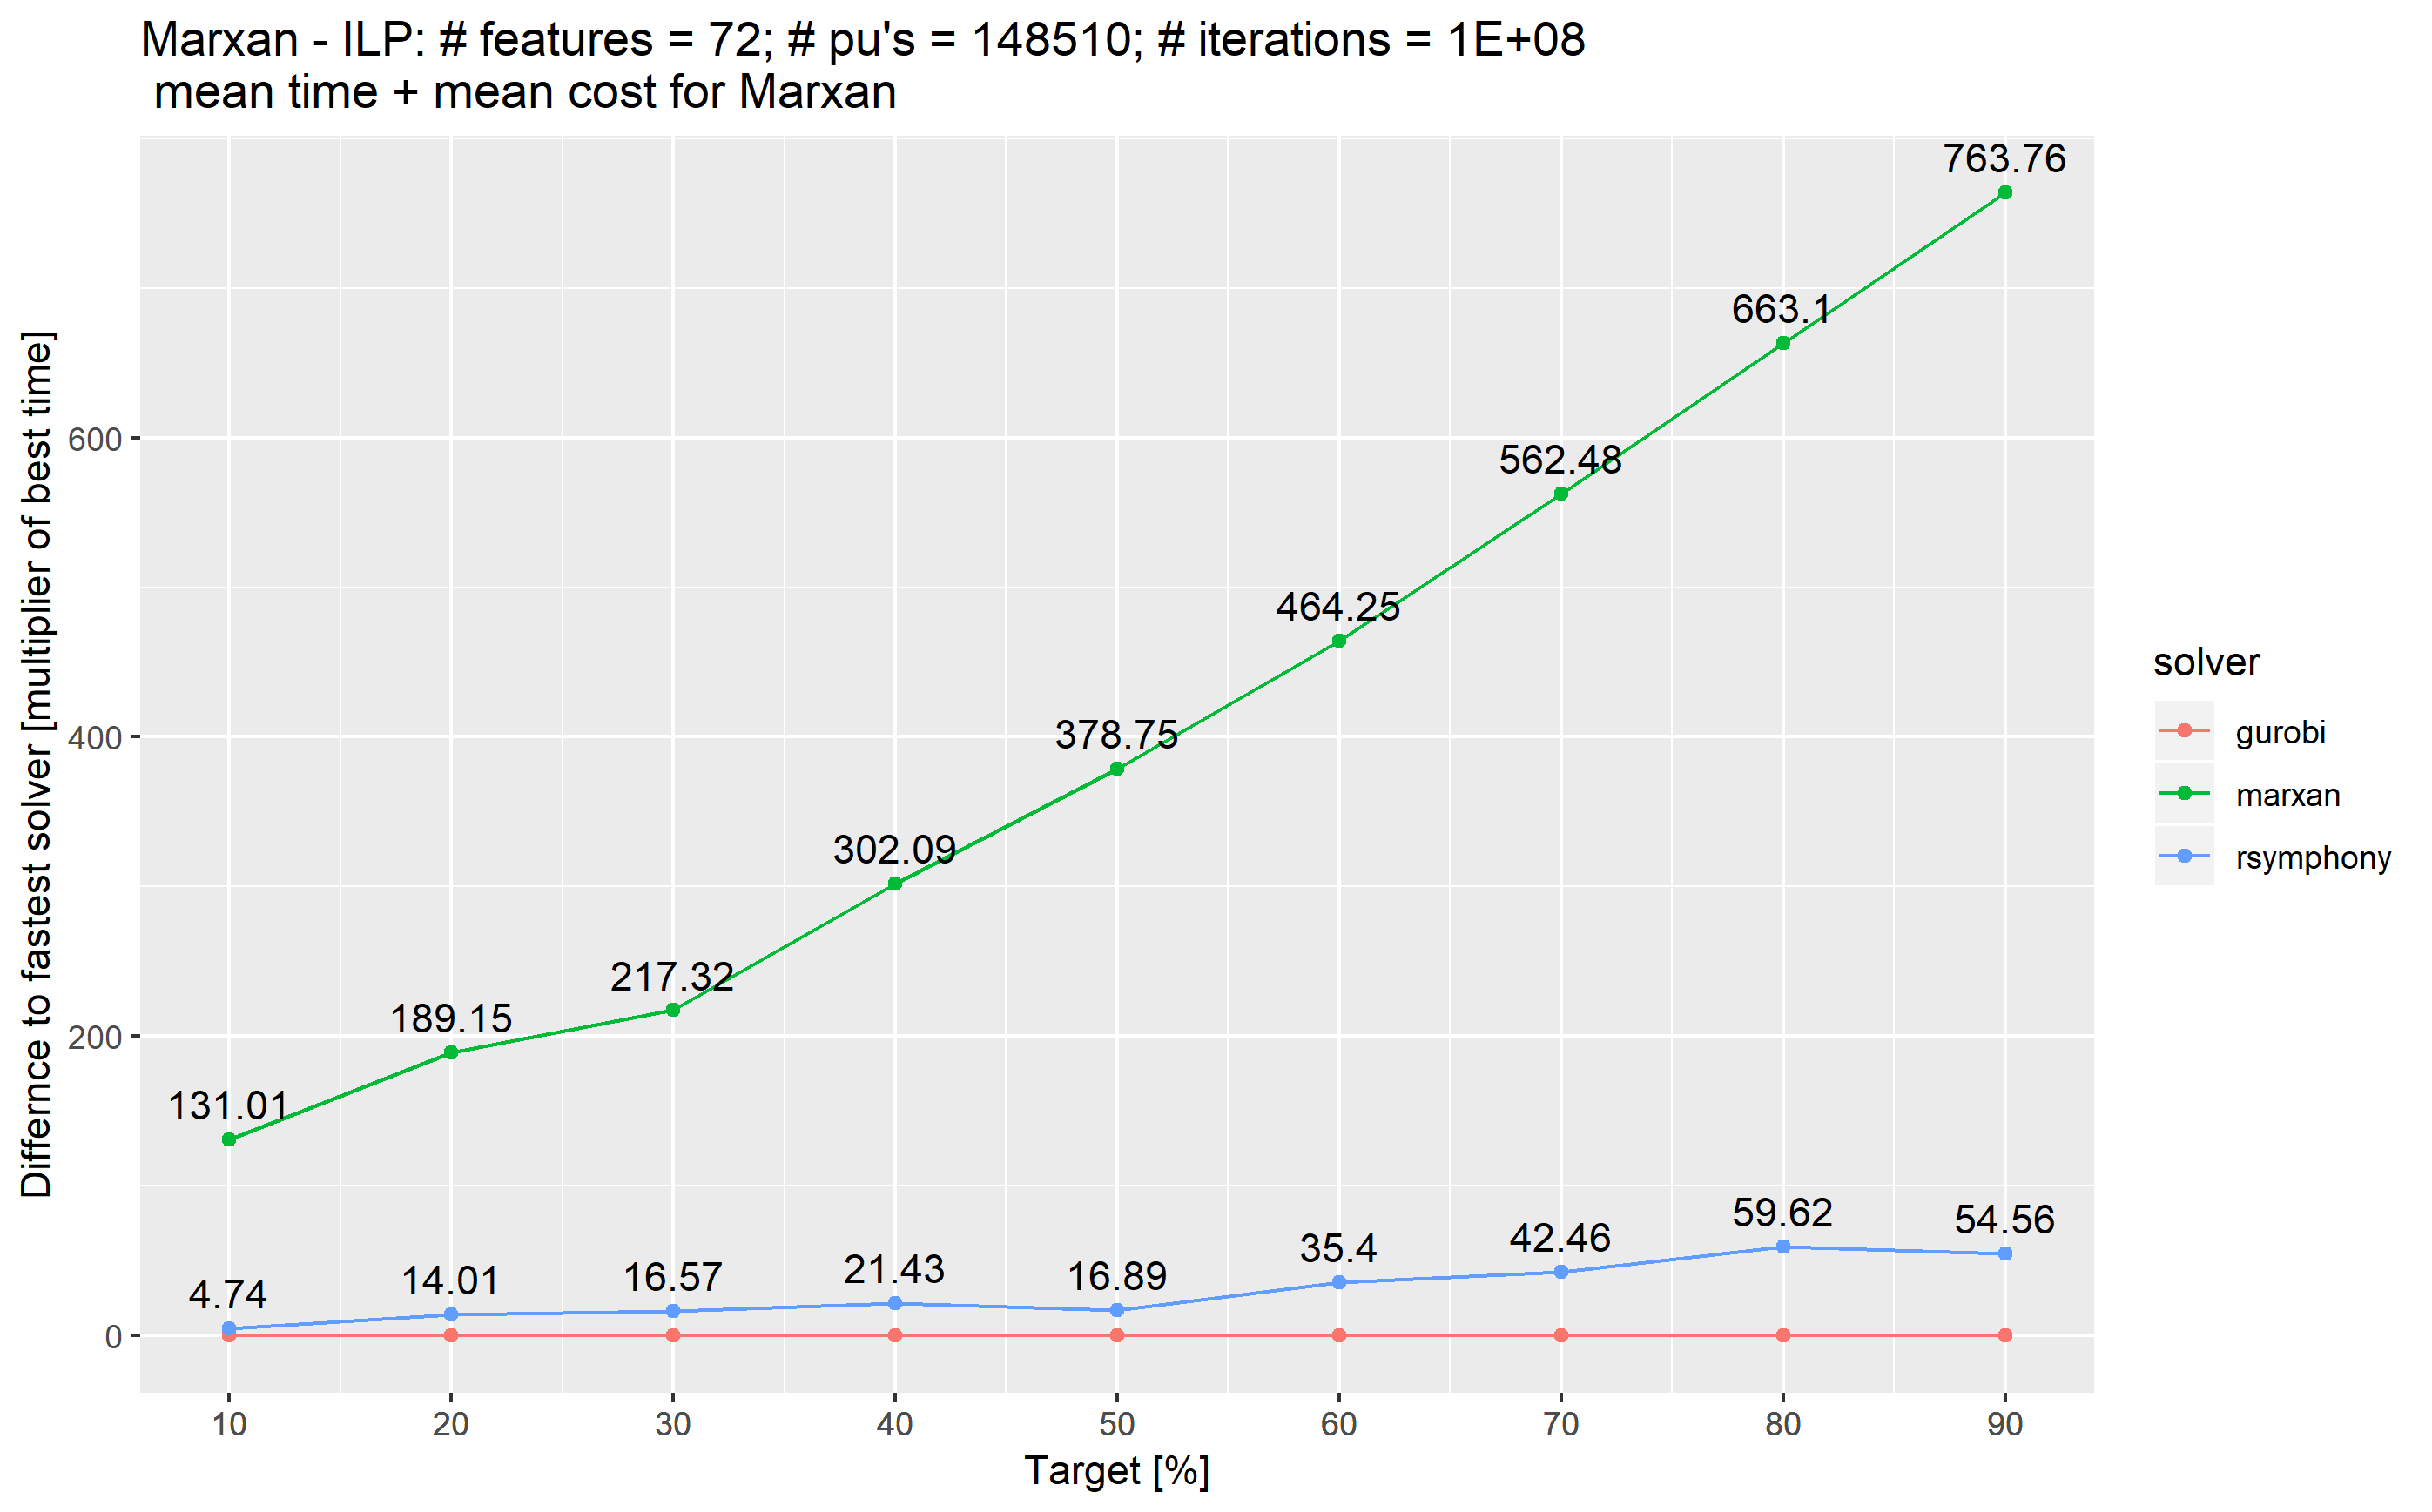 Marxan - ILP: # features = 72; # pu's = 148510; # iterations = 1E+08
mean time + mean cost for Marxan
Differnce to fastest solver [multiplier of best time]
600
400
200
0
763.76
663.1
562.48
464.25
378.75
302.09
217.32
189.15
131.01
4.74
14.01
16.57
21.43
16.89
35.4
42.46
59.62
54.56
10 20 30 40 50 60 70 80 90
Target [%]
solver
gurobi
marxan
rsymphony